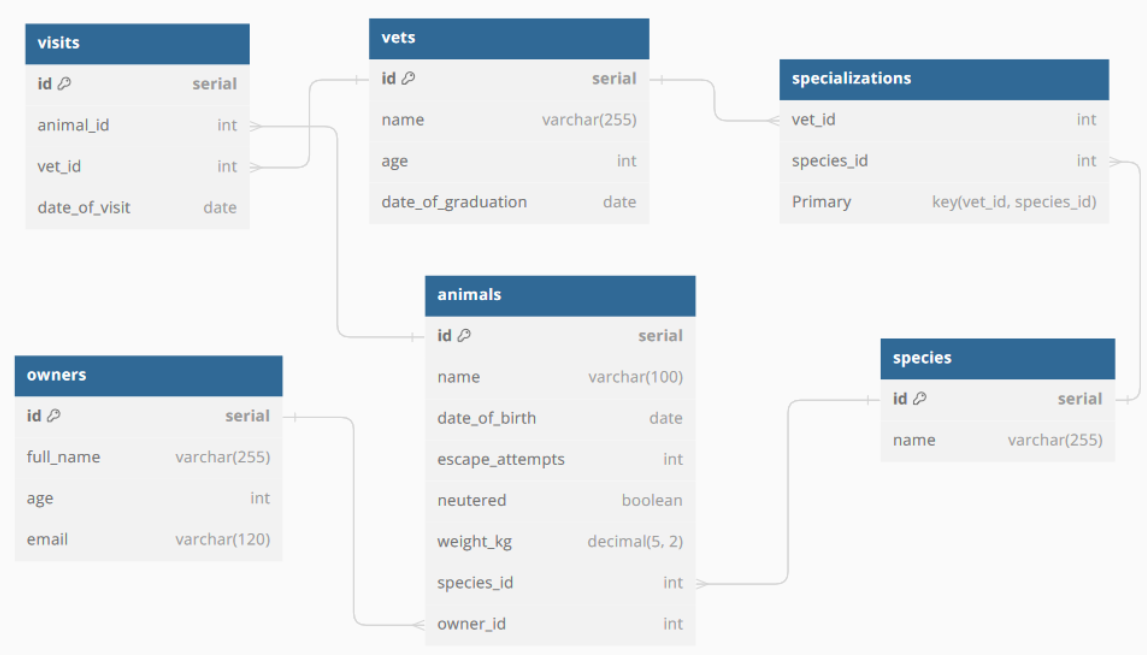 visits
id serial
animal_id int
vet_id int
date_of_visit date
vets
id serial
name varchar(255)
age int
date_of_graduation date
specializations
vet_id int
species_id int
Primary key(vet_id, species_id)
animals
id serial
name varchar(100)
date_of_birth date
escape_attempts int
neutered boolean
weight_kg decimal(5, 2)
species_id int
owner_id int
owners
id serial
full_name varchar(255)
age int
email varchar(120)
species
id serial
name varchar(255)